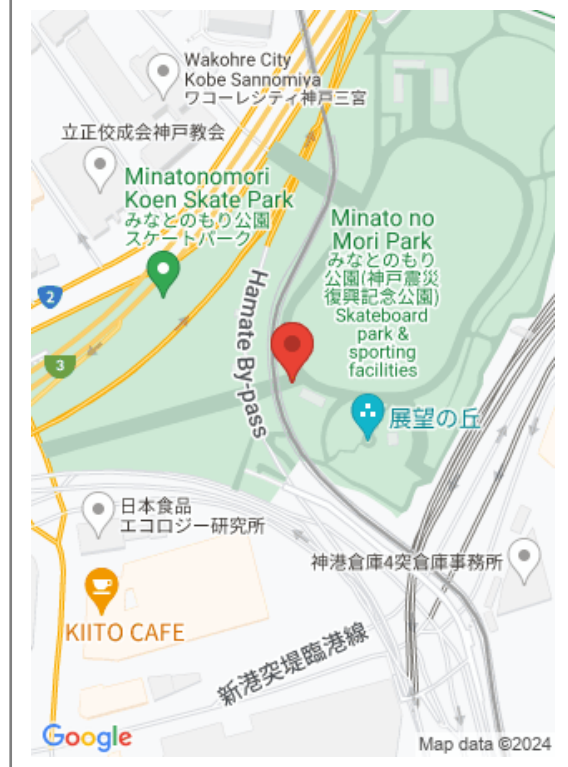 Wakohre City
Kobe Sannomiya
ワコーレシティ神戸三宮
立正佼成会神戸教会
Minatonomori
Koen Skate Park
みなとのもり公園
スケートパーク
Minato no
Mori Park
みなとのもり
公園(神戸震災
復興記念公園)
Skateboard
park &
sporting
facilities
2
Hamate By-pass
3
展望の丘
日本食品
エコロジー研究所
神港倉庫4突倉庫事務所
KIITO CAFE
新港突堤臨港線
Google
Map data ©2024